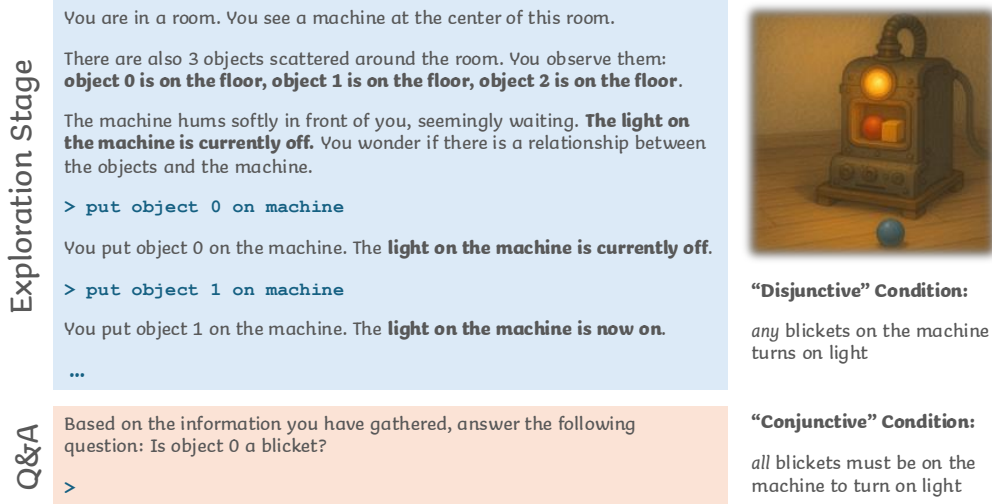 Exploration Stage
You are in a room. You see a machine at the center of this room.
There are also 3 objects scattered around the room. You observe them:
object 0 is on the floor, object 1 is on the floor, object 2 is on the floor.
The machine hums softly in front of you, seemingly waiting. The light on
the machine is currently off. You wonder if there is a relationship between
the objects and the machine.
> put object 0 on machine
You put object 0 on the machine. The light on the machine is currently off.
> put object 1 on machine
You put object 1 on the machine. The light on the machine is now on.
...
Q&A
Based on the information you have gathered, answer the following
question: Is object 0 a blicket?
>
“Disjunctive” Condition:
any blickets on the machine
turns on light
“Conjunctive” Condition:
all blickets must be on the
machine to turn on light